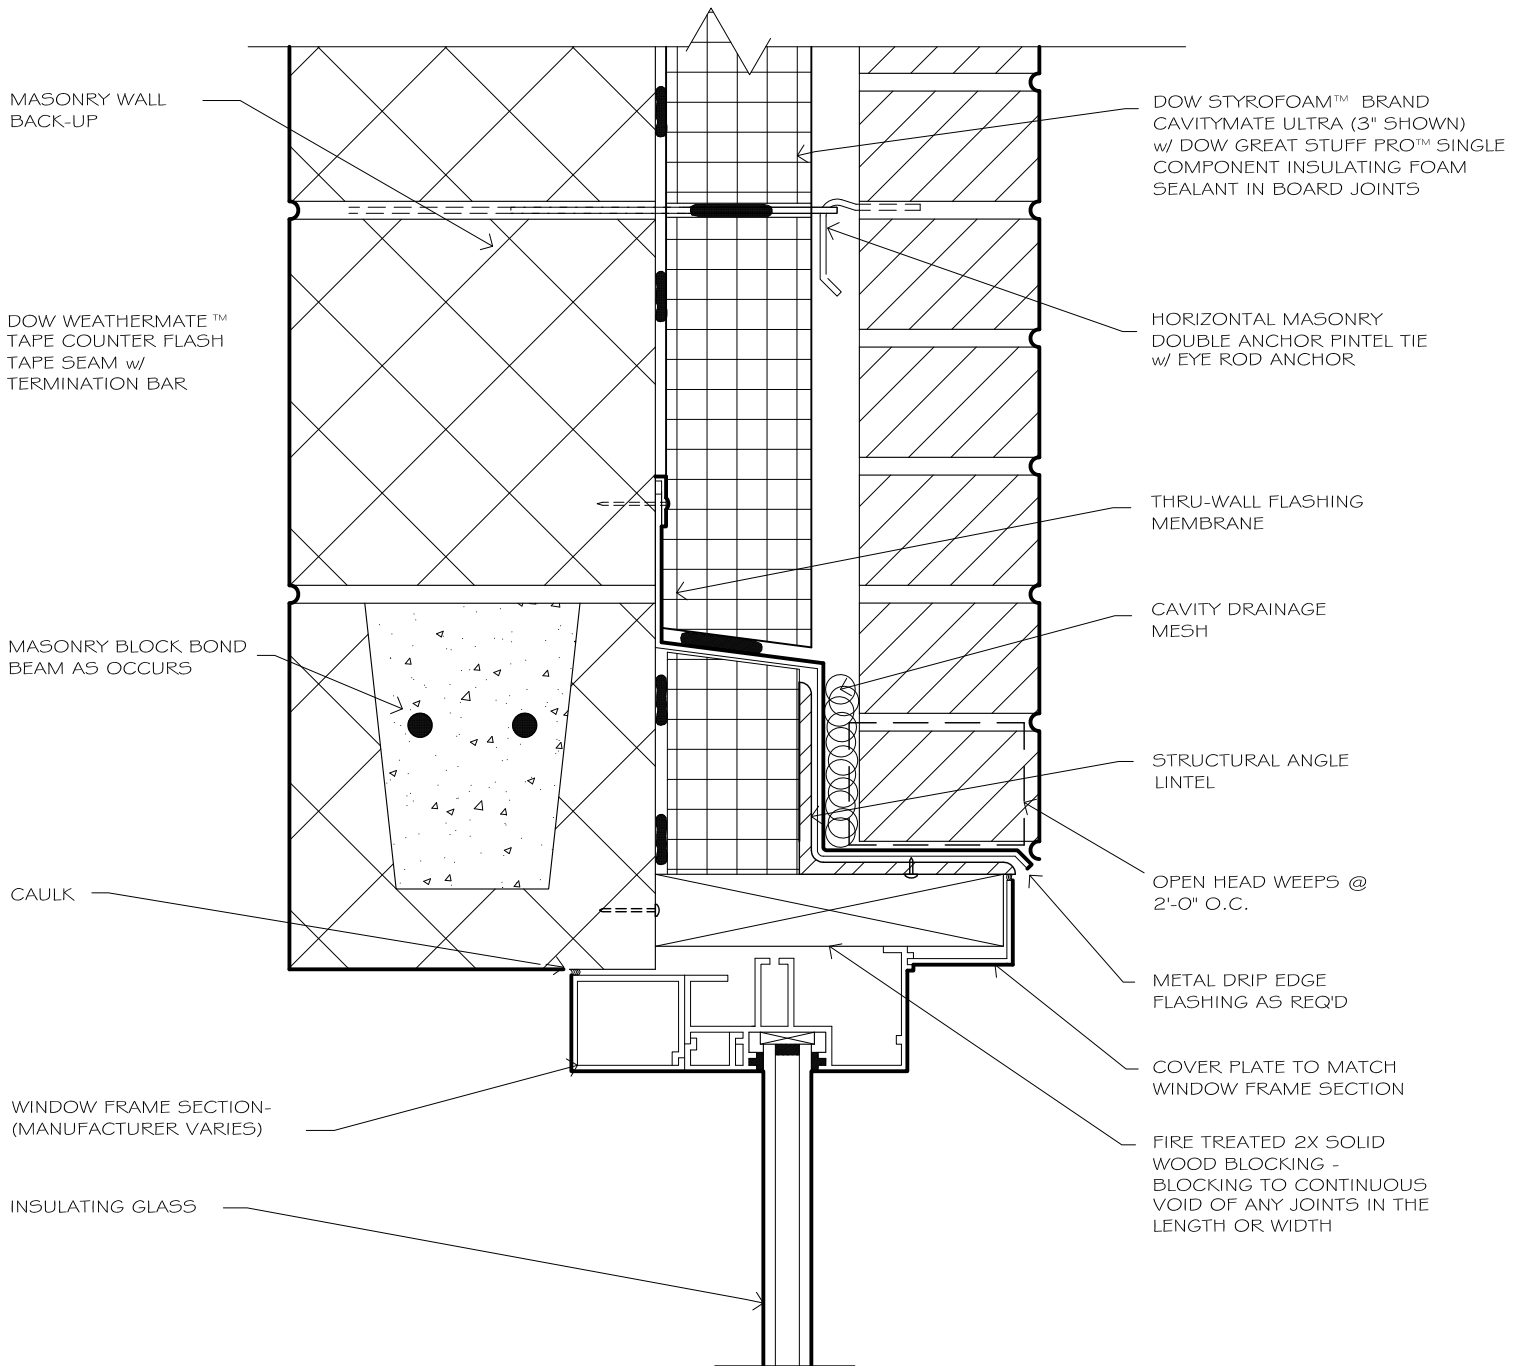 MASONRY WALL
BACK-UP
DOW WEATHERMATE™
TAPE COUNTER FLASH
TAPE SEAM w/
TERMINATION BAR
MASONRY BLOCK BOND
BEAM AS OCCURS
CAULK
WINDOW FRAME SECTION-
(MANUFACTURER VARIES)
INSULATING GLASS
DOW STYROFOAM™ BRAND
CAVITYMATE ULTRA (3" SHOWN)
w/ DOW GREAT STUFF PRO™ SINGLE
COMPONENT INSULATING FOAM
SEALANT IN BOARD JOINTS
HORIZONTAL MASONRY
DOUBLE ANCHOR PINTEL TIE
w/ EYE ROD ANCHOR
THRU-WALL FLASHING
MEMBRANE
CAVITY DRAINAGE
MESH
STRUCTURAL ANGLE
LINTEL
OPEN HEAD WEEPS @
2'-0" O.C.
METAL DRIP EDGE
FLASHING AS REQ'D
COVER PLATE TO MATCH
WINDOW FRAME SECTION
FIRE TREATED 2X SOLID
WOOD BLOCKING -
BLOCKING TO CONTINUOUS
VOID OF ANY JOINTS IN THE
LENGTH OR WIDTH